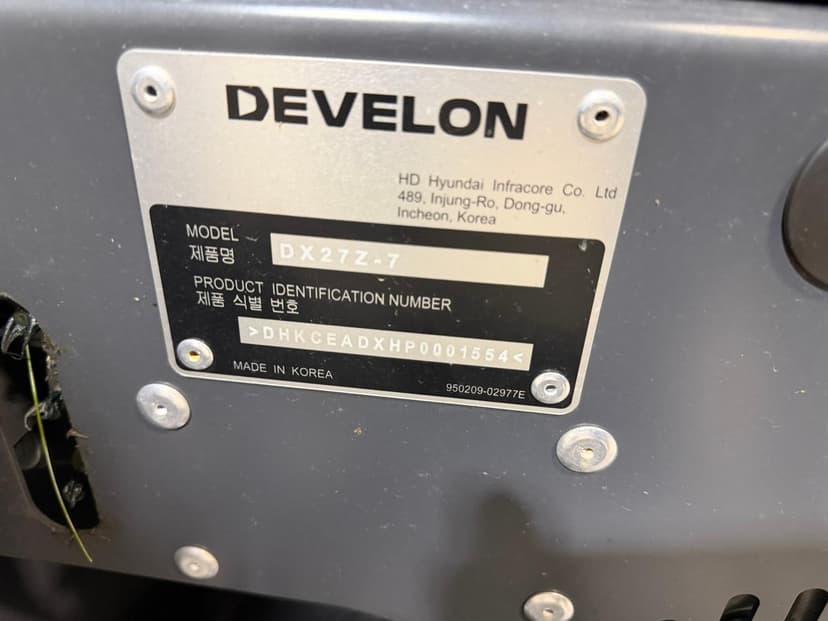 DEVELON
HD Hyundai Infracore Co. Ltd
489, Injung-Ro, Dong-gu,
Incheon, Korea
MODEL
제품명
DX27Z-7
PRODUCT IDENTIFICATION NUMBER
제품 식별 번호
>DHKCEADXHP0001554<
MADE IN KOREA
950209-02977E